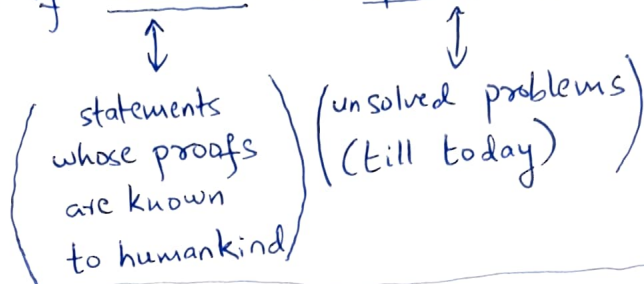 (statements
whose proofs
are known
to humankind)
(unsolved problems)
(till today)